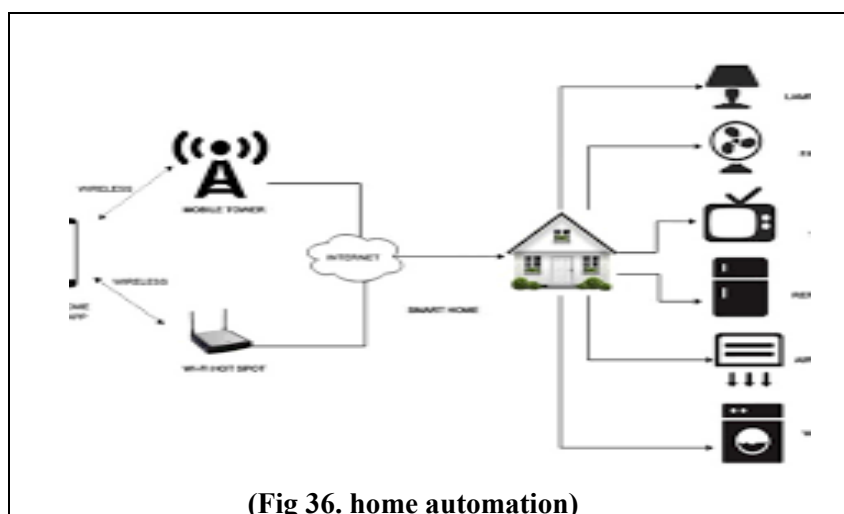 WIRELESS
MOBILE TOWER
INTERNET
WIRELESS
SMART HOME
WI-FI HOT SPOT
(Fig 36. home automation)